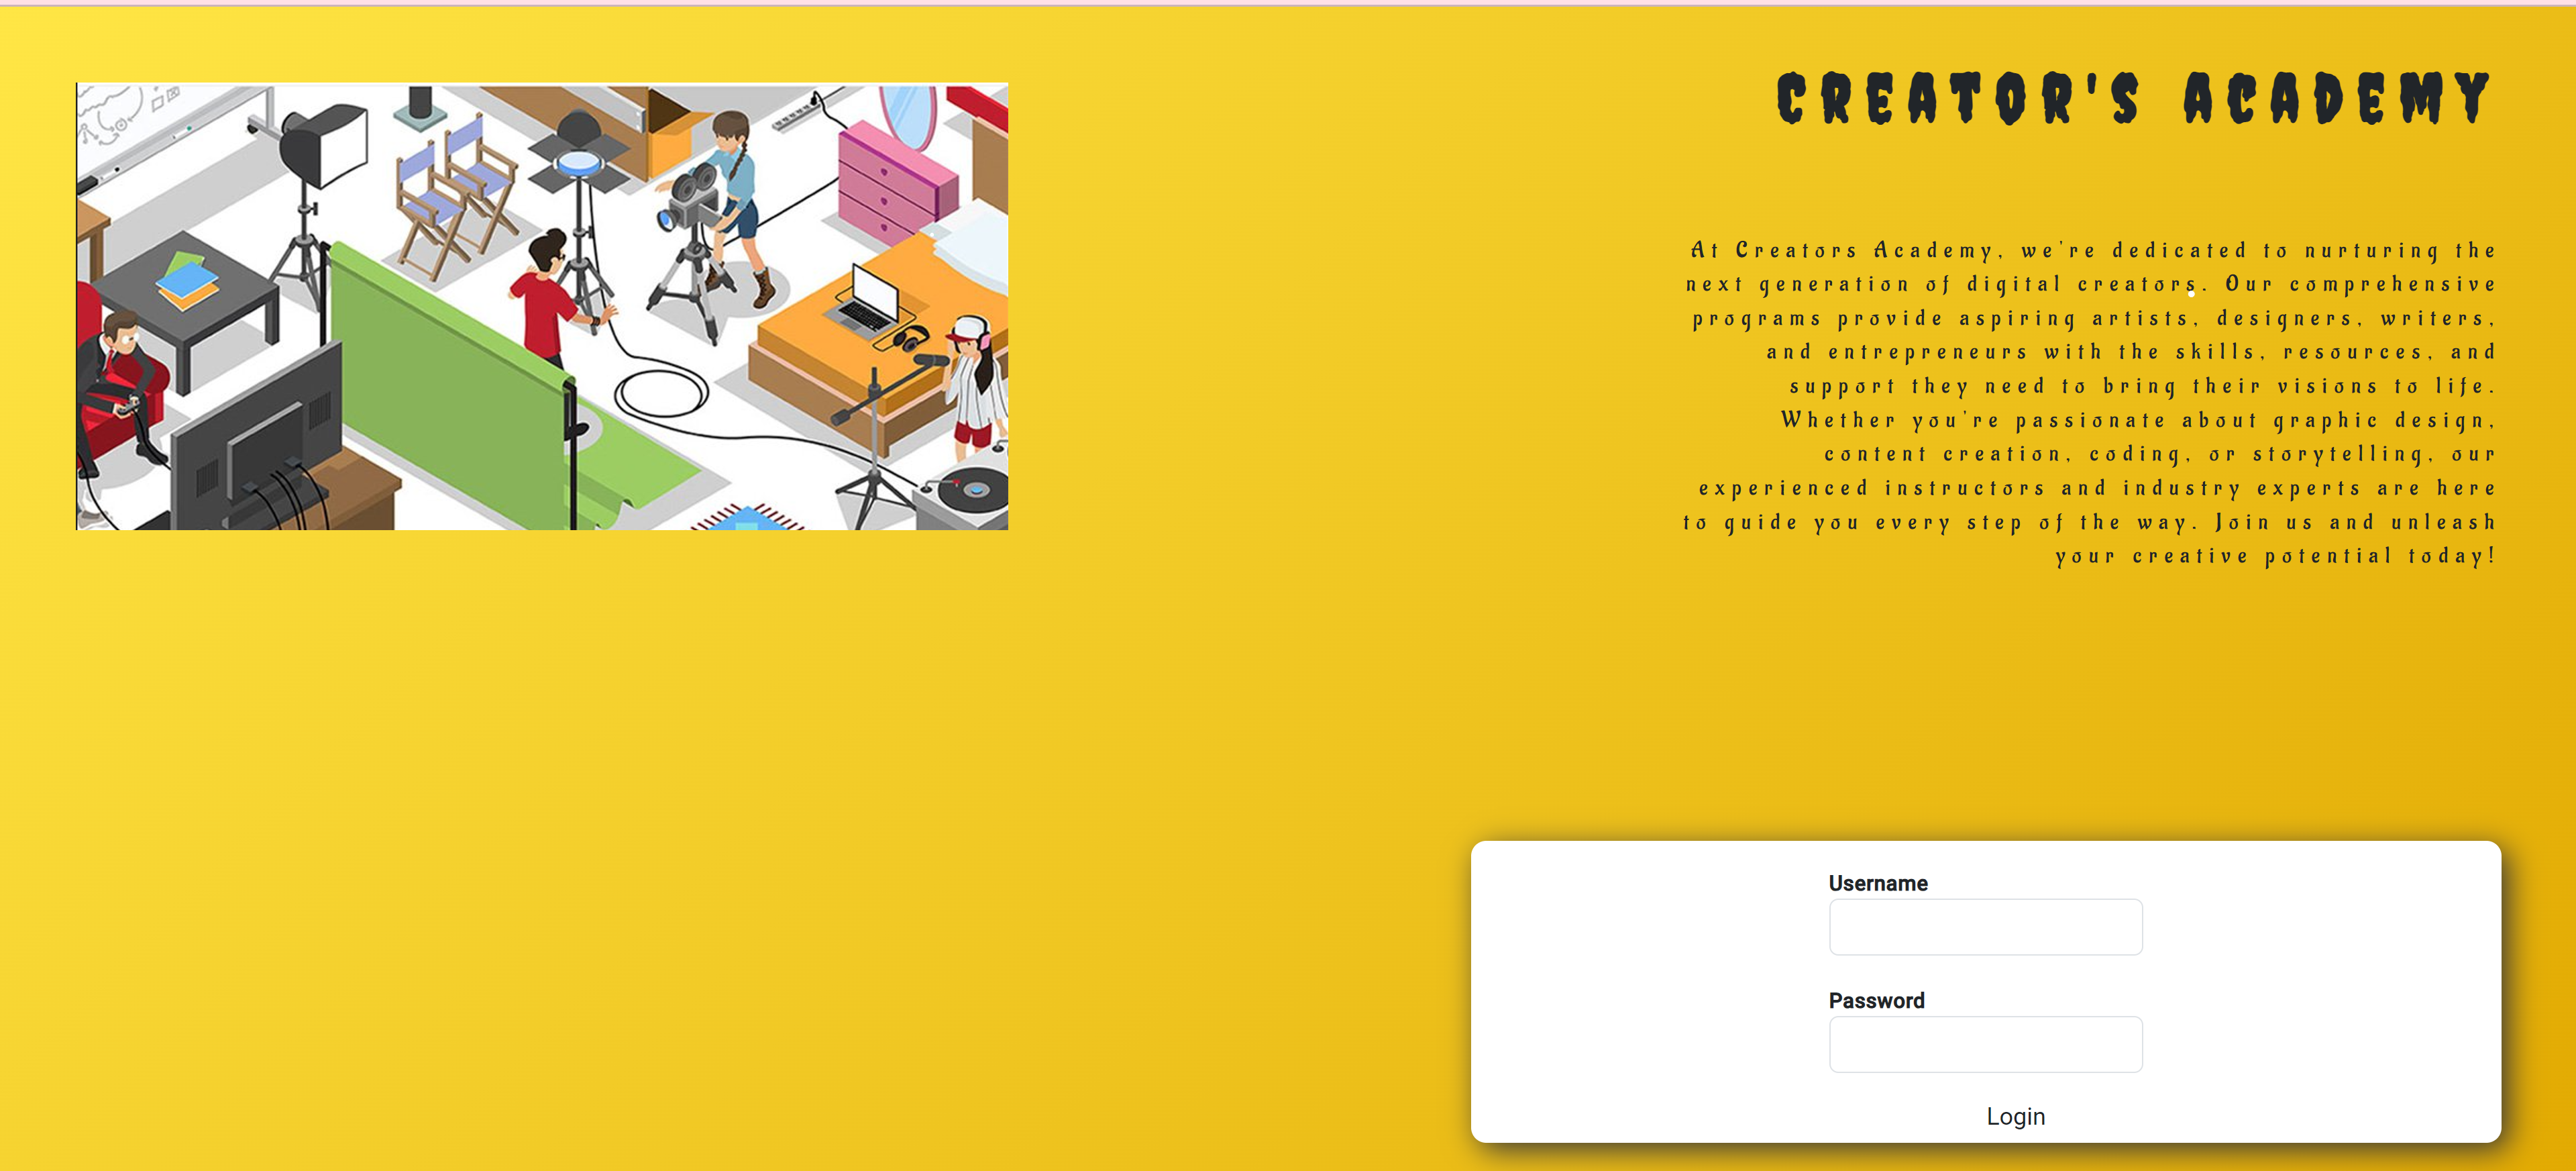 CREATOR'S ACADEMY
At Creators Academy, we're dedicated to nurturing the
next generation of digital creators. Our comprehensive
programs provide aspiring artists, designers, writers,
and entrepreneurs with the skills, resources, and
support they need to bring their visions to life.
Whether you're passionate about graphic design,
content creation, coding, or storytelling, our
experienced instructors and industry experts are here
to guide you every step of the way. Join us and unleash
your creative potential today!
Username
Password
Login